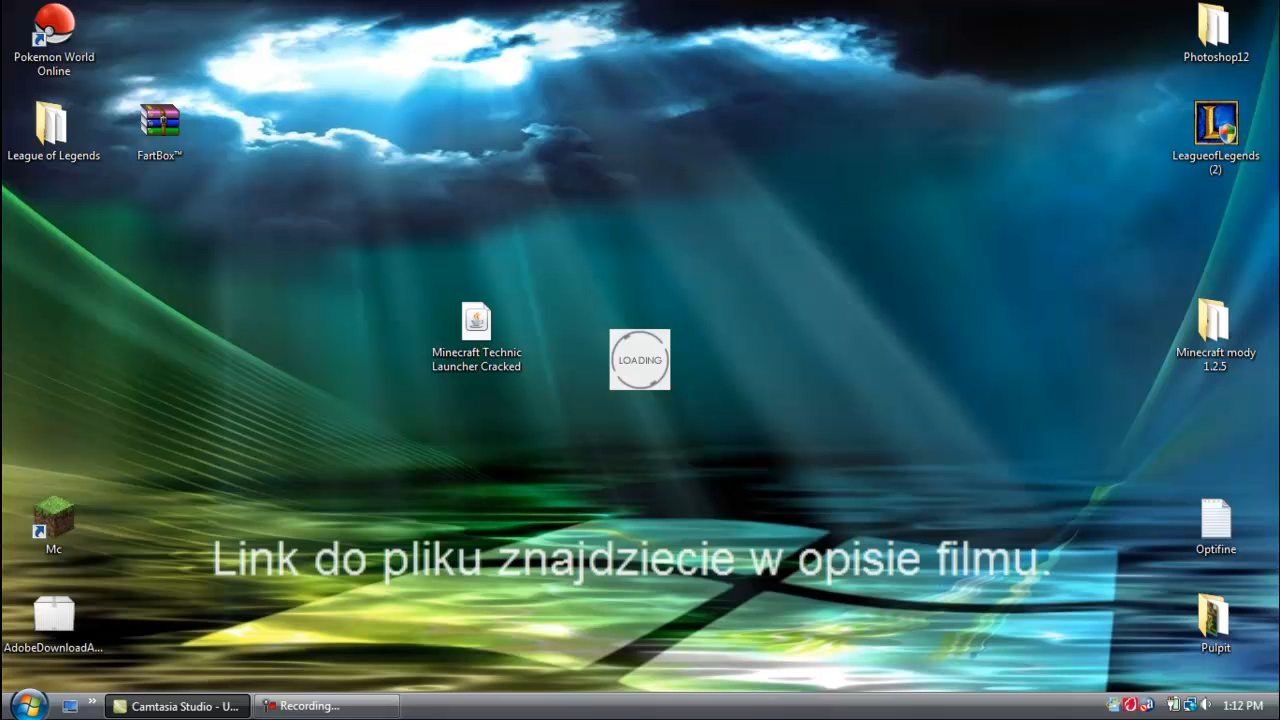 Pokemon World
Online
Photoshop12
League of Legends
FartBox™
LeagueofLegends
(2)
Minecraft Technic
Launcher Cracked
LOADING
Minecraft mody
1.2.5
Mc
Optifine
Link do pliku znajdziecie w opisie filmu.
AdobeDownloadA...
Pulpit
Camtasia Studio - U...
Recording...
1:12 PM